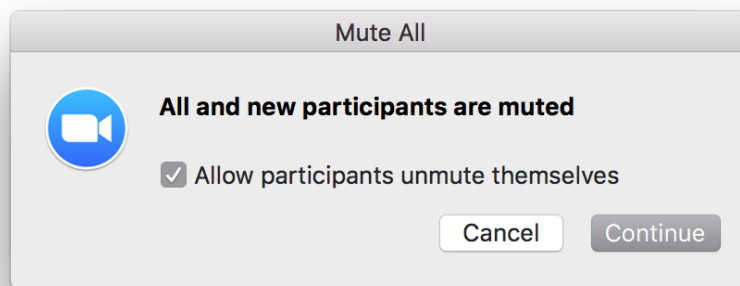 Mute All
All and new participants are muted
Allow participants unmute themselves
Cancel Continue